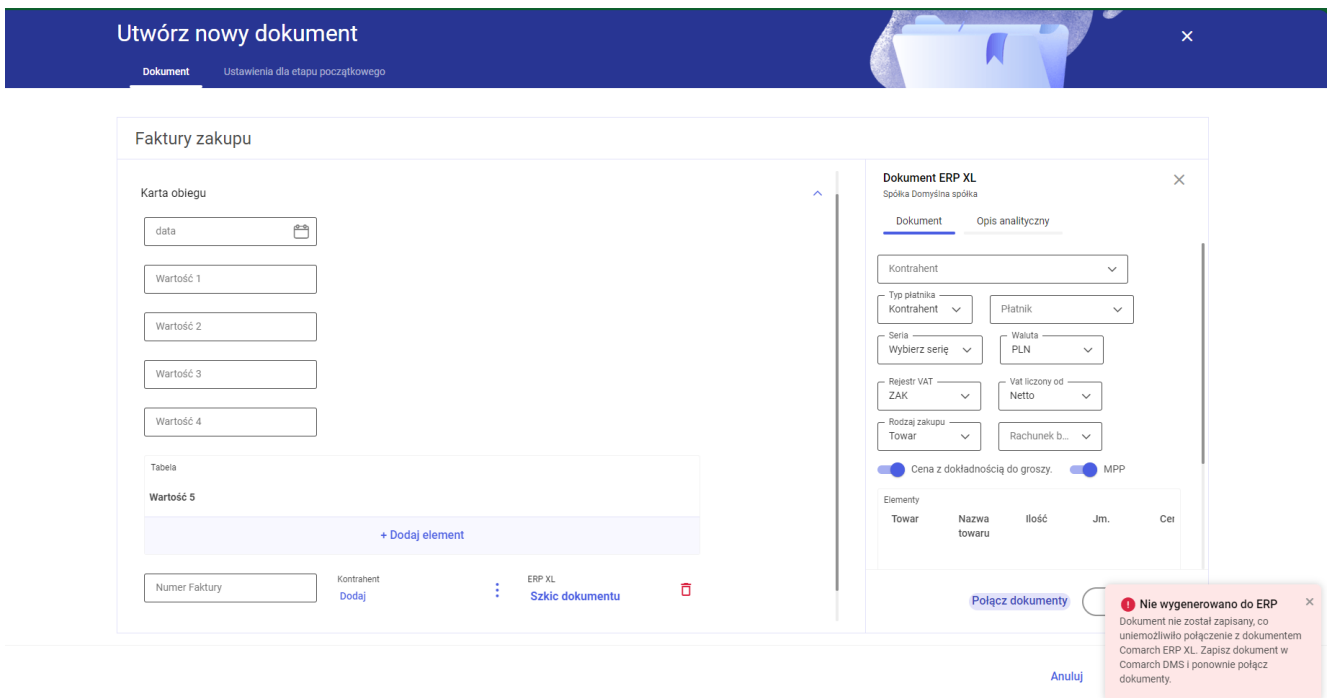 Utwórz nowy dokument
Dokument
Ustawienia dla etapu początkowego
Faktury zakupu
Karta obiegu
data
Wartość 1
Wartość 2
Wartość 3
Wartość 4
Tabela
Wartość 5
+ Dodaj element
Numer Faktury
Kontrahent
Dodaj
ERP XL
Szkic dokumentu
Dokument ERP XL
Spółka Domyślna spółka
Dokument
Opis analityczny
Kontrahent
Typ płatnika
Kontrahent
Płatnik
Seria
Wybierz serię
Waluta
PLN
Rejestr VAT
ZAK
Vat liczony od
Netto
Rodzaj zakupu
Towar
Rachunek b...
Cena z dokładnością do groszy.
MPP
Elementy
Towar
Nazwa
towaru
Ilość
Jm.
Cer
Połącz dokumenty
Nie wygenerowano do ERP
Dokument nie został zapisany, co
uniemożliwiło połączenie z dokumentem
Comarch ERP XL. Zapisz dokument w
Comarch DMS i ponownie połącz
dokumenty.
Anuluj